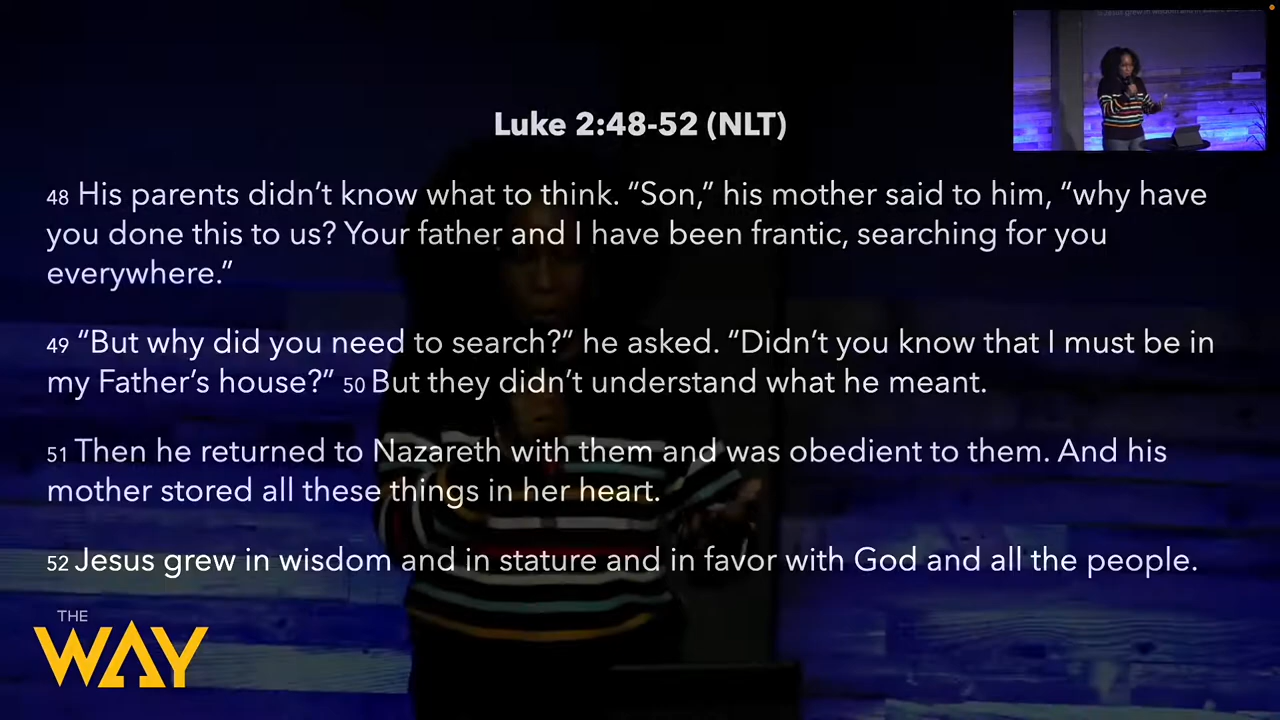 Luke 2:48-52 (NLT)
48 His parents didn’t know what to think. “Son,” his mother said to him, “why have
you done this to us? Your father and I have been frantic, searching for you
everywhere.”
49 “But why did you need to search?” he asked. “Didn’t you know that I must be in
my Father’s house?” 50 But they didn’t understand what he meant.
51 Then he returned to Nazareth with them and was obedient to them. And his
mother stored all these things in her heart.
52 Jesus grew in wisdom and in stature and in favor with God and all the people.
THE
WAY